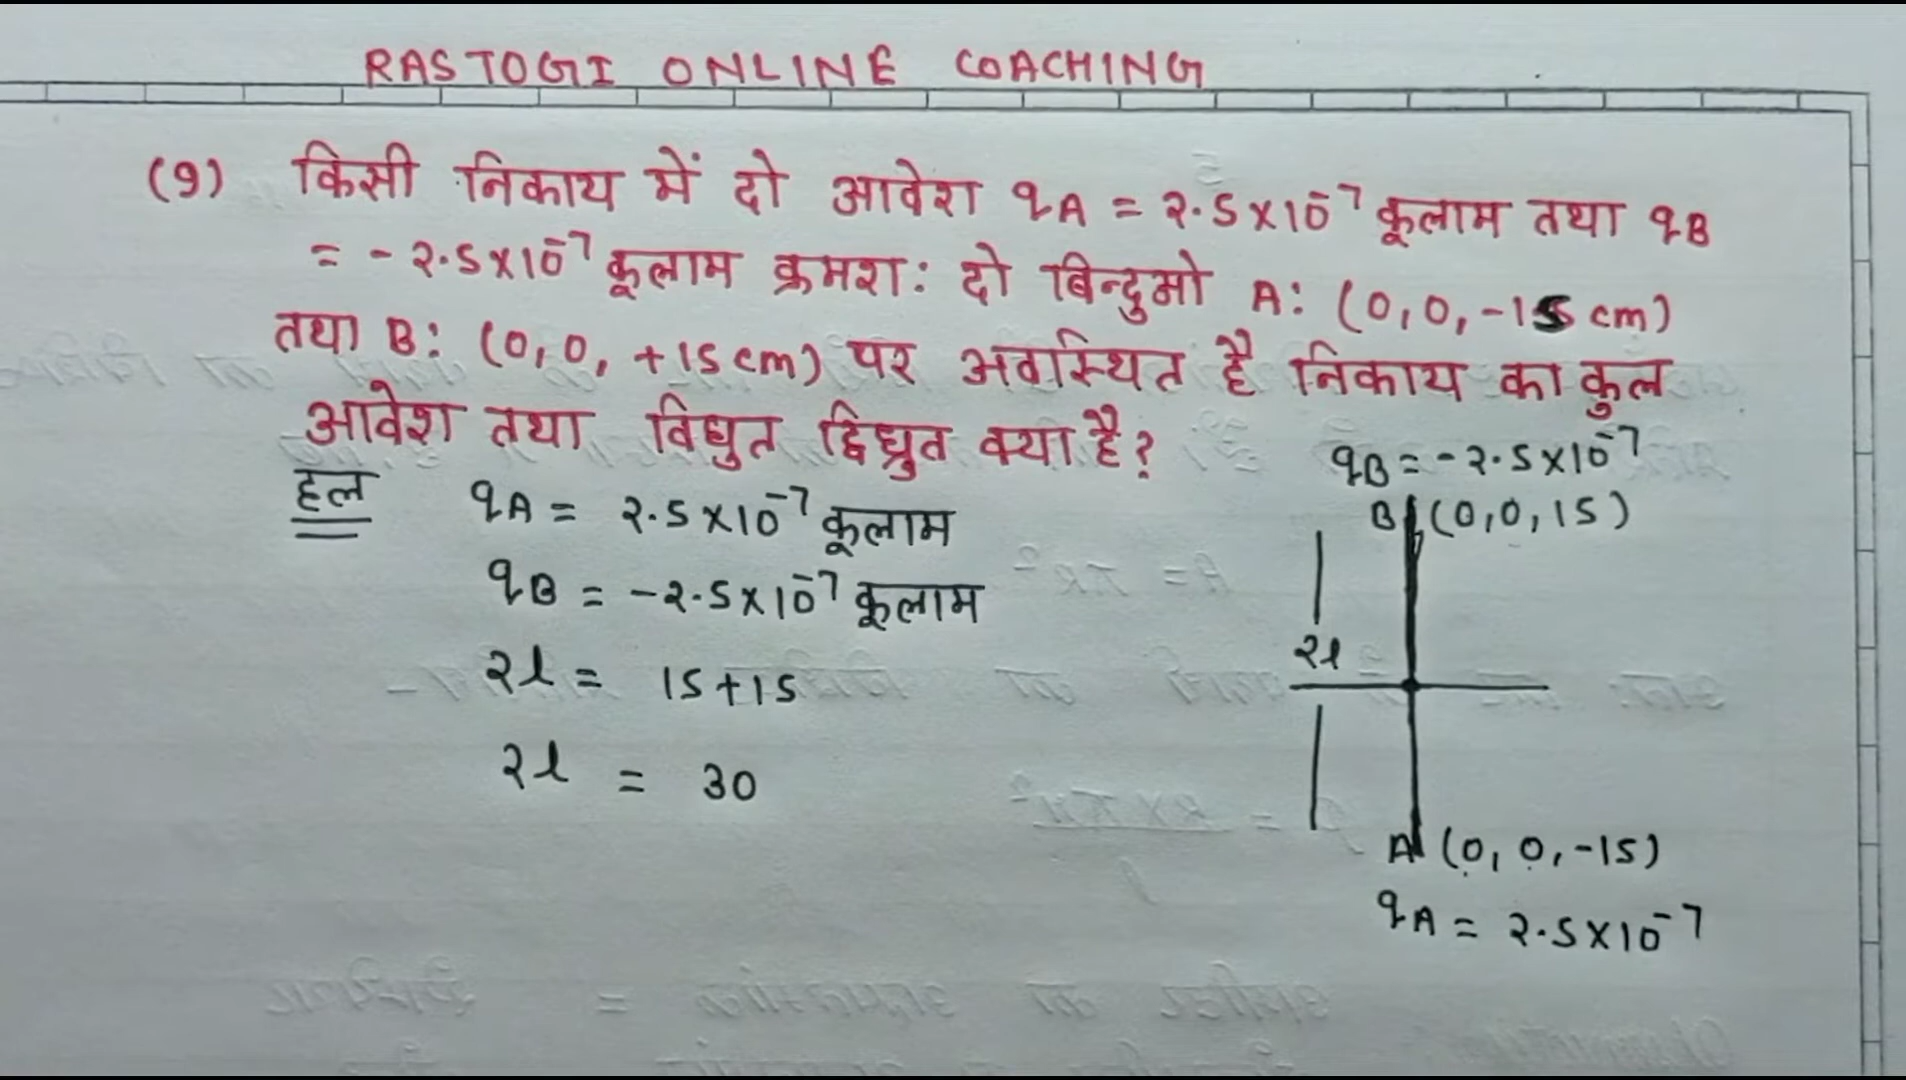 RASTOGI ONLINE COACHING
(9) किसी निकाय में दो आवेश qA = 2.5×10⁻⁷ कूलाम तथा qB
= -2.5×10⁻⁷ कूलाम क्रमश: दो बिन्दुमो A: (0,0,-15 cm)
तथा B: (0,0, +15cm) पर अवस्थित है निकाय का कुल
आवेश तथा विधुत द्विध्रुत क्या है?
हल
qA = 2.5×10⁻⁷ कूलाम
qB = -2.5×10⁻⁷ कूलाम
2l = 15+15
2l = 30
qB = -2.5×10⁻⁷
B (0,0,15)
2l
A (0, 0,-15)
qA = 2.5×10⁻⁷